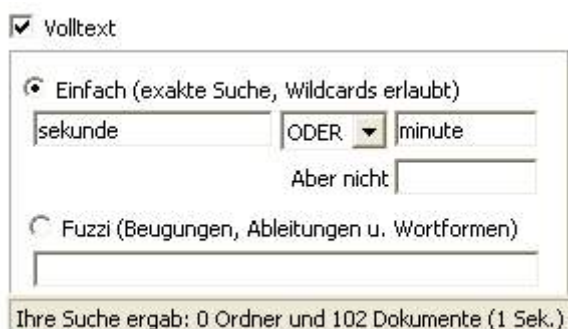 Volltext
Einfach (exakte Suche, Wildcards erlaubt)
sekunde ODER minute
Aber nicht
Fuzzi (Beugungen, Ableitungen u. Wortformen)
Ihre Suche ergab: 0 Ordner und 102 Dokumente (1 Sek.)